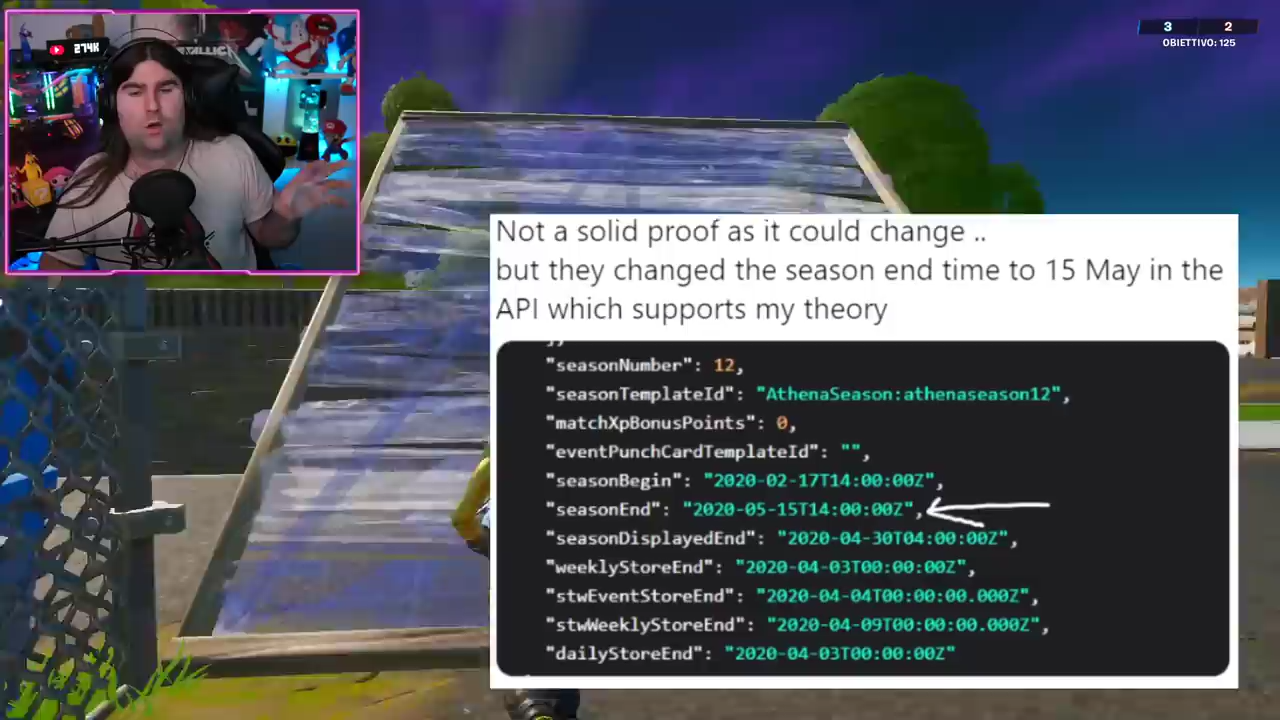 274K
METALLICA
3 2
OBIETTIVO: 125
Not a solid proof as it could change ..
but they changed the season end time to 15 May in the
API which supports my theory
"seasonNumber": 12,
"seasonTemplateId": "AthenaSeason:athenaseason12",
"matchXpBonusPoints": 0,
"eventPunchCardTemplateId": "",
"seasonBegin": "2020-02-17T14:00:00Z",
"seasonEnd": "2020-05-15T14:00:00Z",
"seasonDisplayedEnd": "2020-04-30T04:00:00Z",
"weeklyStoreEnd": "2020-04-03T00:00:00Z",
"stwEventStoreEnd": "2020-04-04T00:00:00.000Z",
"stwWeeklyStoreEnd": "2020-04-09T00:00:00.000Z",
"dailyStoreEnd": "2020-04-03T00:00:00Z"